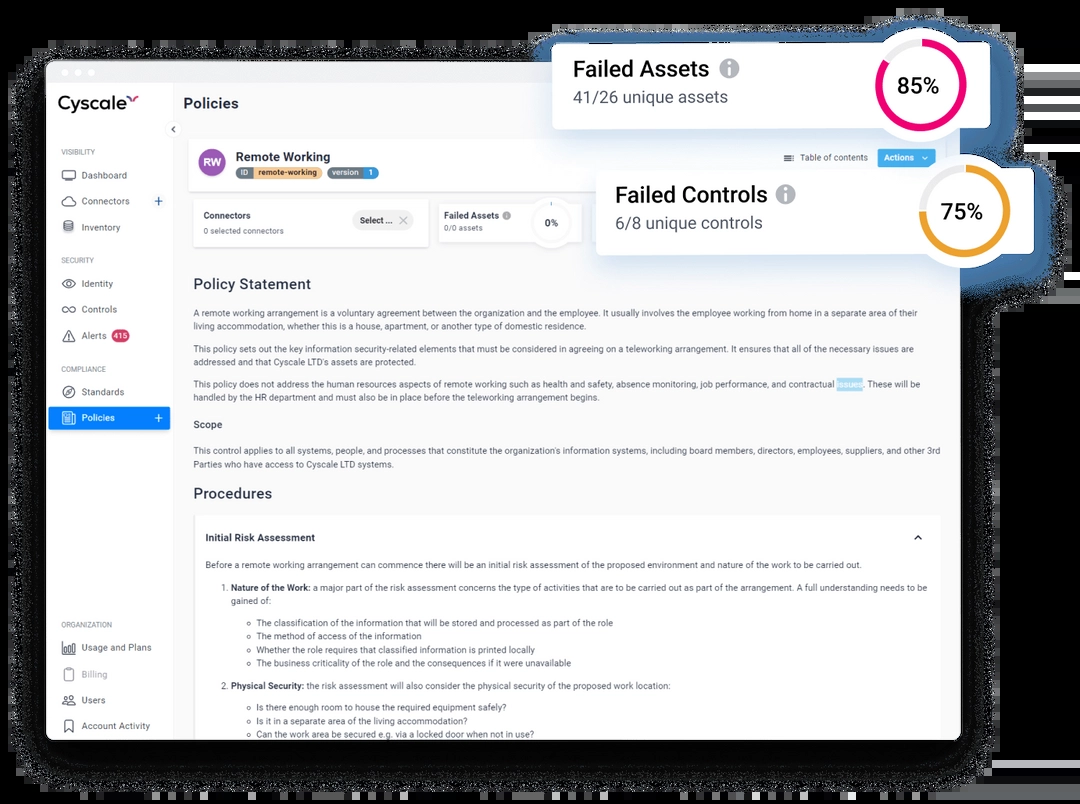 Failed Assets
41/26 unique assets
85%
Cyscale
Policies
VISIBILITY
Dashboard
Connectors
Inventory
SECURITY
Identity
Controls
Alerts 415
COMPLIANCE
Standards
Policies
ORGANIZATION
Usage and Plans
Billing
Users
Account Activity
RW
Remote Working
ID remote-working version 1
Table of contents
Actions
Failed Controls
6/8 unique controls
75%
Connectors
0 selected connectors
Select ...
Failed Assets
0/0 assets
0%
Policy Statement
A remote working arrangement is a voluntary agreement between the organization and the employee. It usually involves the employee working from home in a separate area of their
living accommodation, whether this is a house, apartment, or another type of domestic residence.
This policy sets out the key information security-related elements that must be considered in agreeing on a teleworking arrangement. It ensures that all of the necessary issues are
addressed and that Cyscale LTD's assets are protected.
This policy does not address the human resources aspects of remote working such as health and safety, absence monitoring, job performance, and contractual issues. These will be
handled by the HR department and must also be in place before the teleworking arrangement begins.
Scope
This control applies to all systems, people, and processes that constitute the organization's information systems, including board members, directors, employees, suppliers, and other 3rd
Parties who have access to Cyscale LTD systems.
Procedures
Initial Risk Assessment
Before a remote working arrangement can commence there will be an initial risk assessment of the proposed environment and nature of the work to be carried out.
1. Nature of the Work: a major part of the risk assessment concerns the type of activities that are to be carried out as part of the arrangement. A full understanding needs to be
gained of:
The classification of the information that will be stored and processed as part of the role
The method of access of the information
Whether the role requires that classified information is printed locally
The business criticality of the role and the consequences if it were unavailable
2. Physical Security: the risk assessment will also consider the physical security of the proposed work location:
Is there enough room to house the required equipment safely?
Is it in a separate area of the living accommodation?
Can the work area be secured e.g. via a locked door when not in use?